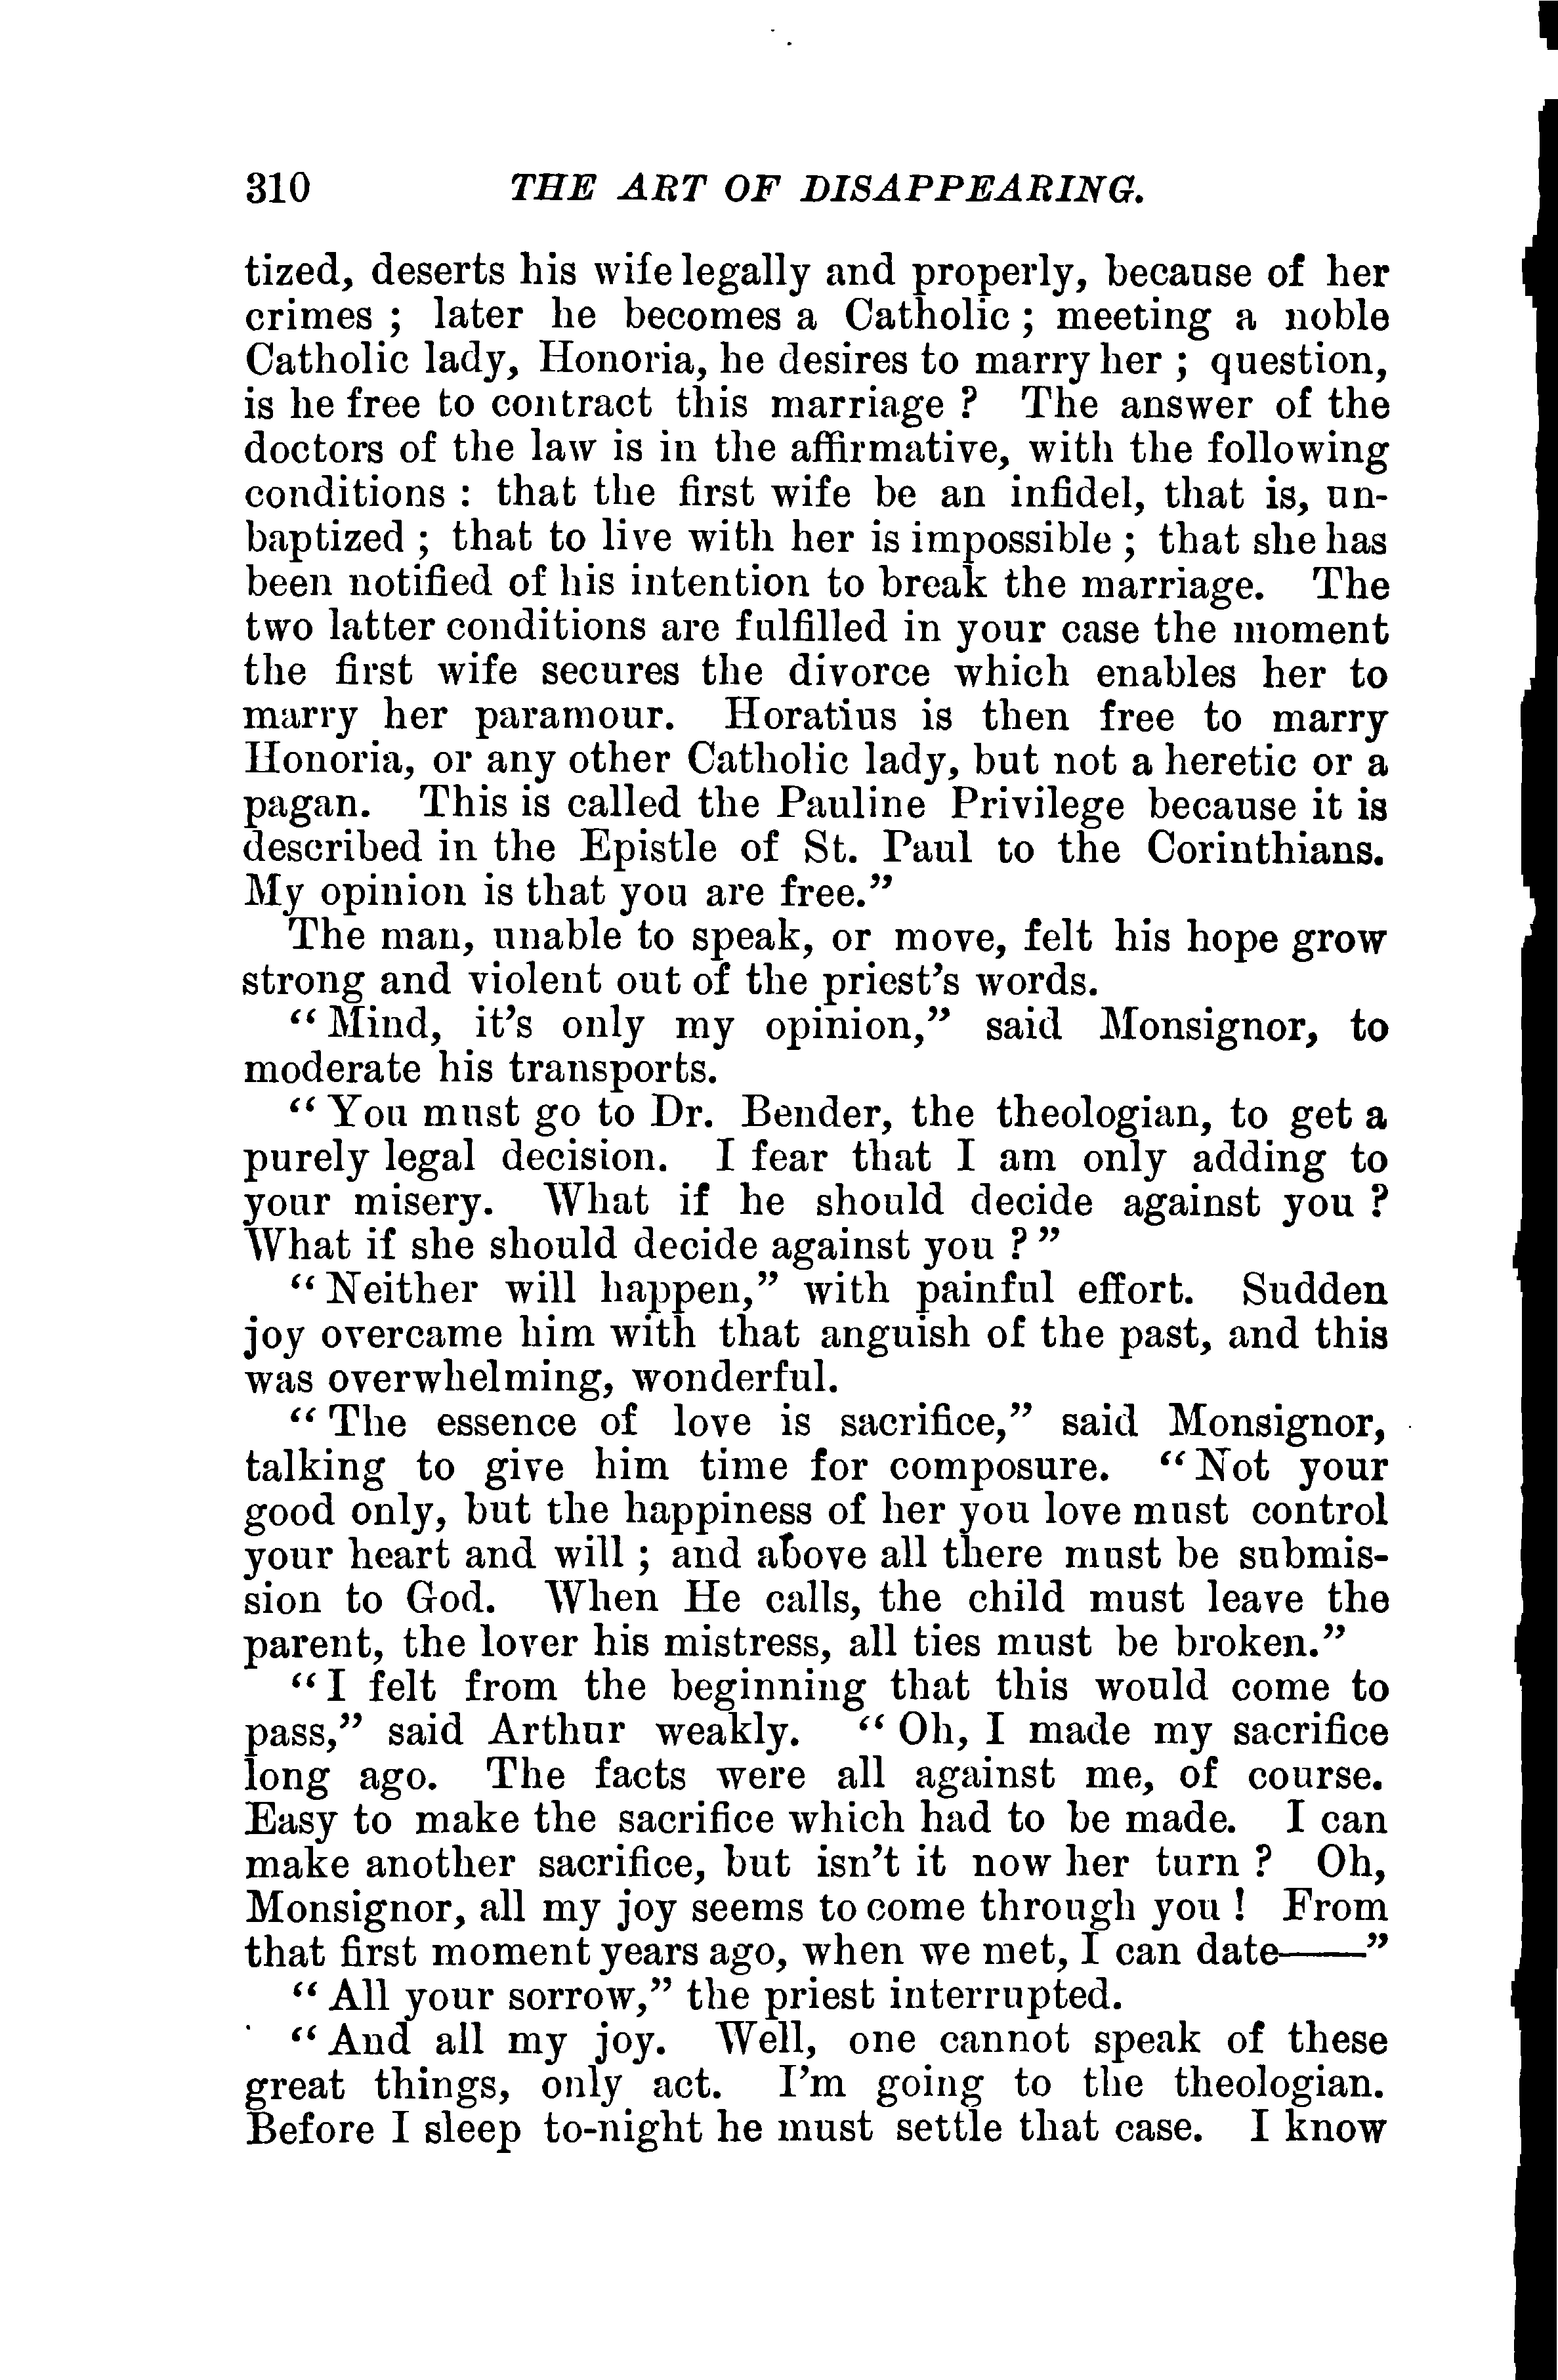 310 THE ART OF DISAPPEARING.
tized, deserts his wife legally and properly, because of her
crimes ; later he becomes a Catholic ; meeting a noble
Catholic lady, Honoria, he desires to marry her ; question,
is he free to contract this marriage ? The answer of the
doctors of the law is in the affirmative, with the following
conditions : that the first wife be an infidel, that is, un-
baptized ; that to live with her is impossible ; that she has
been notified of his intention to break the marriage. The
two latter conditions are fulfilled in your case the moment
the first wife secures the divorce which enables her to
marry her paramour. Horatius is then free to marry
Honoria, or any other Catholic lady, but not a heretic or a
pagan. This is called the Pauline Privilege because it is
described in the Epistle of St. Paul to the Corinthians.
My opinion is that you are free.”
The man, unable to speak, or move, felt his hope grow
strong and violent out of the priest’s words.
“ Mind, it’s only my opinion,” said Monsignor, to
moderate his transports.
“ You must go to Dr. Bender, the theologian, to get a
purely legal decision. I fear that I am only adding to
your misery. What if he should decide against you ?
What if she should decide against you ? ”
“ Neither will happen,” with painful effort. Sudden
joy overcame him with that anguish of the past, and this
was overwhelming, wonderful.
“ The essence of love is sacrifice,” said Monsignor,
talking to give him time for composure. “ Not your
good only, but the happiness of her you love must control
your heart and will ; and above all there must be submis-
sion to God. When He calls, the child must leave the
parent, the lover his mistress, all ties must be broken.”
“ I felt from the beginning that this would come to
pass,” said Arthur weakly. “ Oh, I made my sacrifice
long ago. The facts were all against me, of course.
Easy to make the sacrifice which had to be made. I can
make another sacrifice, but isn’t it now her turn ? Oh,
Monsignor, all my joy seems to come through you ! From
that first moment years ago, when we met, I can date——”
“ All your sorrow,” the priest interrupted.
“ And all my joy. Well, one cannot speak of these
great things, only act. I’m going to the theologian.
Before I sleep to-night he must settle that case. I know